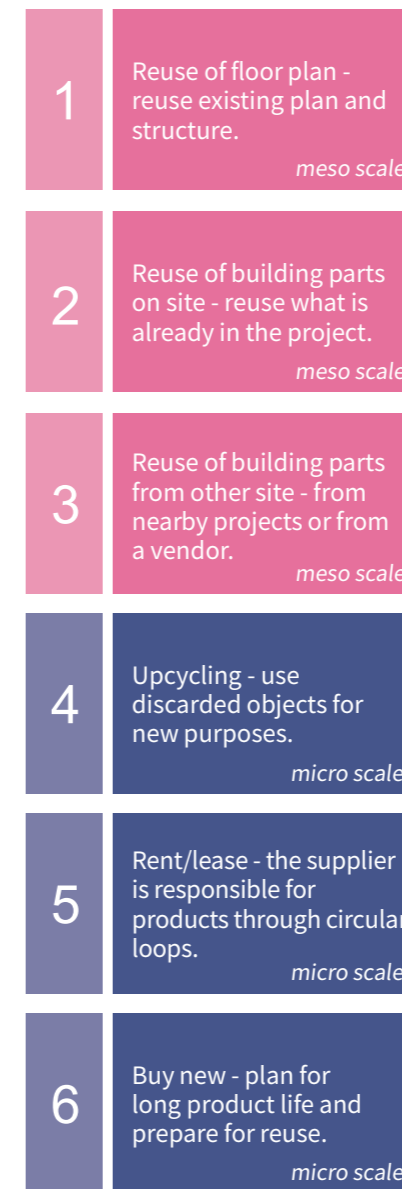 1
Reuse of floor plan -
reuse existing plan and
structure.
meso scale
2
Reuse of building parts
on site - reuse what is
already in the project.
meso scale
3
Reuse of building parts
from other site - from
nearby projects or from
a vendor.
meso scale
4
Upcycling - use
discarded objects for
new purposes.
micro scale
5
Rent/lease - the supplier
is responsible for
products through circular
loops.
micro scale
6
Buy new - plan for
long product life and
prepare for reuse.
micro scale